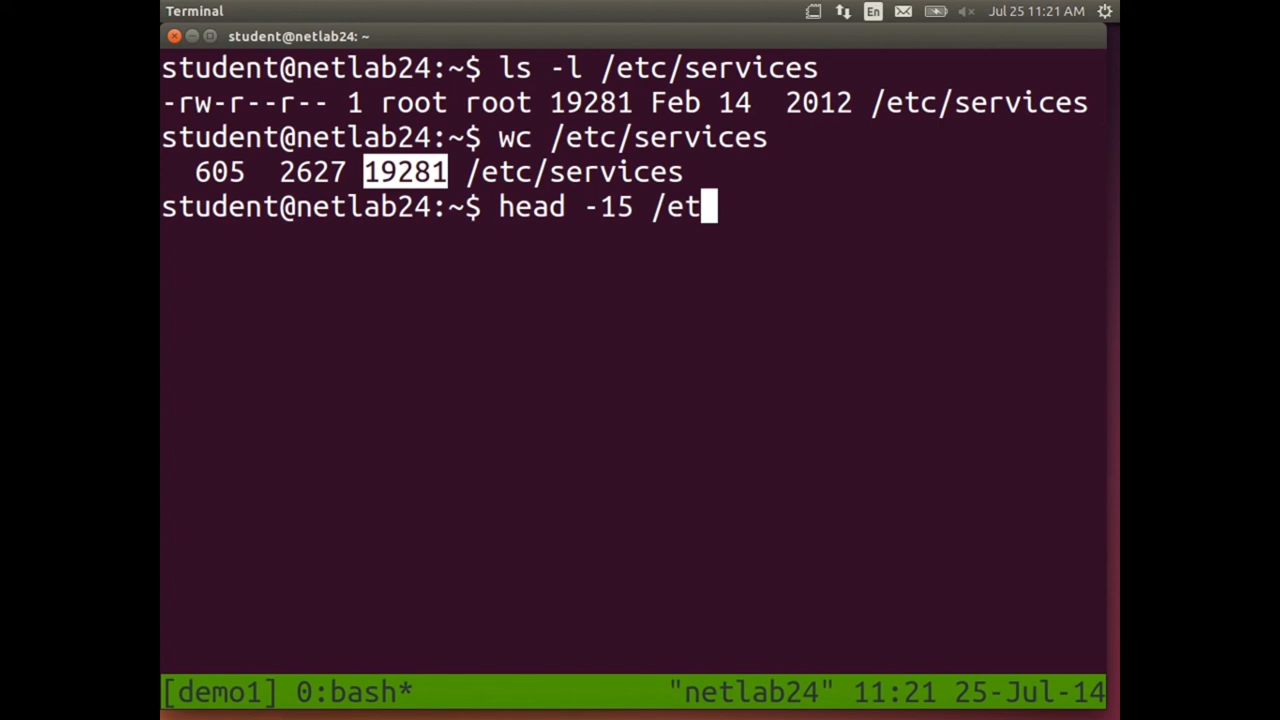 Terminal En Jul 25 11:21 AM
student@netlab24: ~
student@netlab24:~$ ls -l /etc/services
-rw-r--r-- 1 root root 19281 Feb 14  2012 /etc/services
student@netlab24:~$ wc /etc/services
  605  2627 19281 /etc/services
student@netlab24:~$ head -15 /et
[demo1] 0:bash* "netlab24" 11:21 25-Jul-14